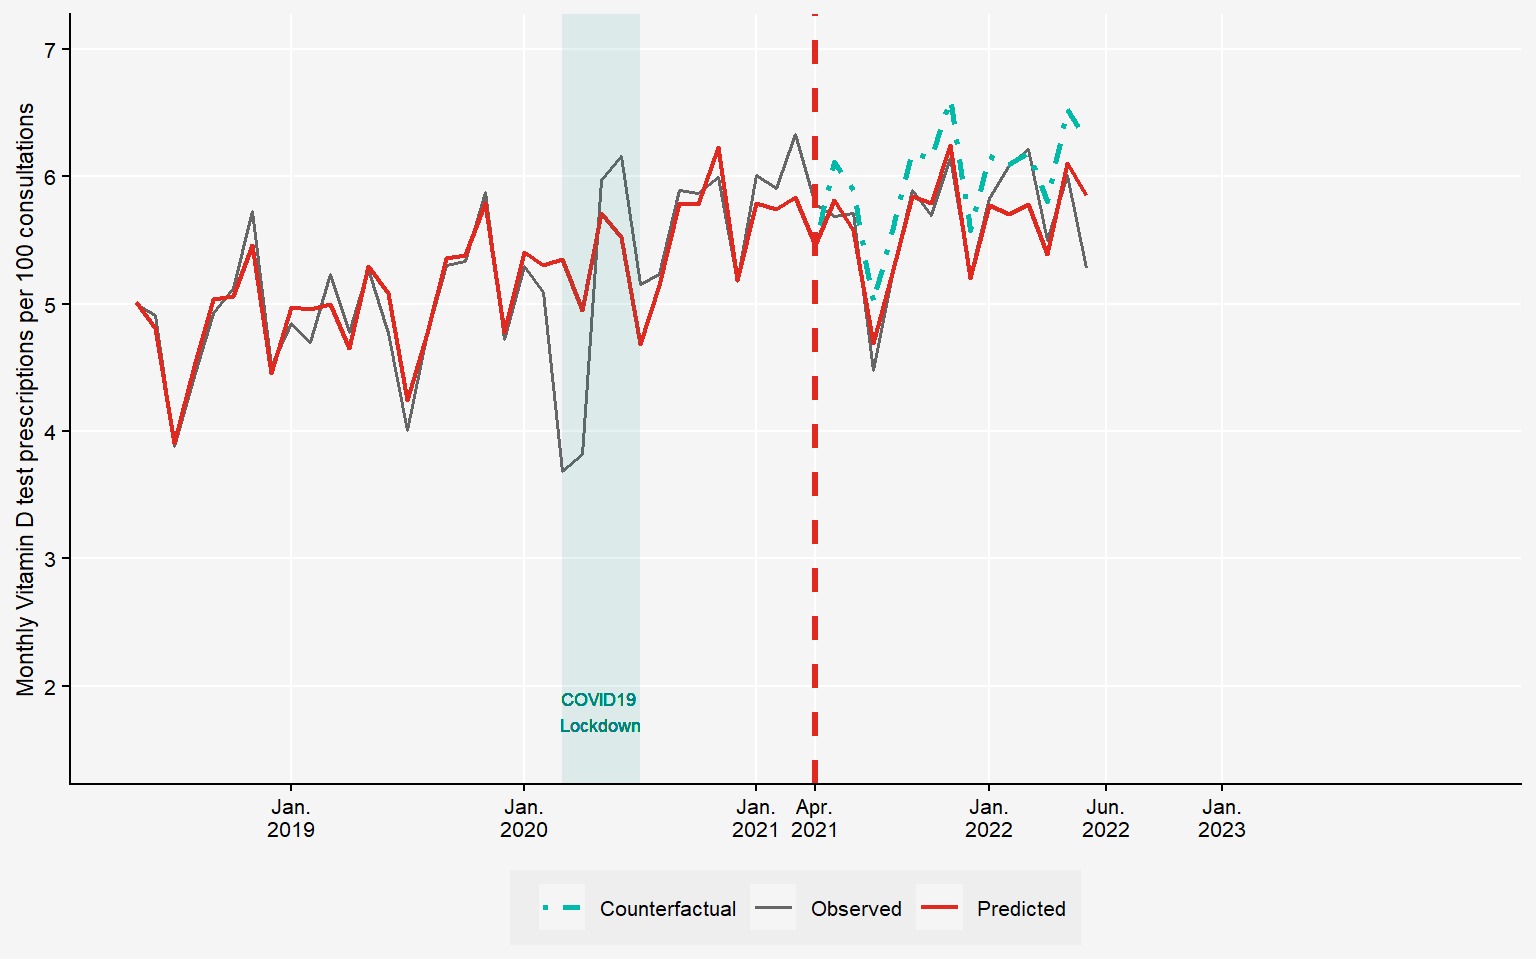 Monthly Vitamin D test prescriptions per 100 consultations
7
6
5
4
3
2
COVID19
Lockdown
Jan.
2019
Jan.
2020
Jan.
2021
Apr.
2021
Jan.
2022
Jun.
2022
Jan.
2023
Counterfactual
Observed
Predicted